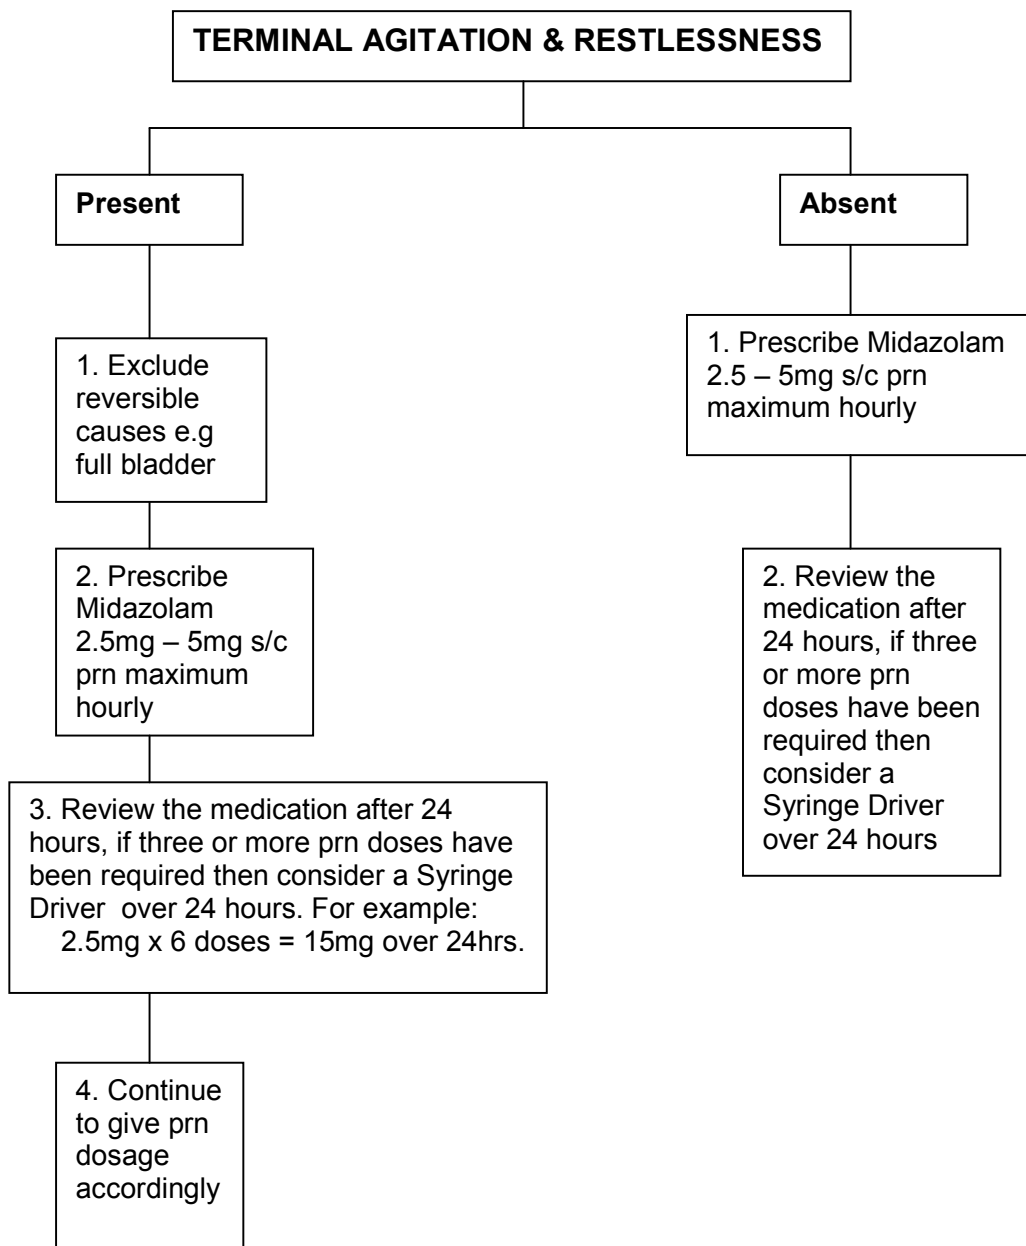 TERMINAL AGITATION & RESTLESSNESS
Present
1. Exclude
reversible
causes e.g
full bladder
2. Prescribe
Midazolam
2.5mg – 5mg s/c
prn maximum
hourly
3. Review the medication after 24
hours, if three or more prn doses have
been required then consider a Syringe
Driver  over 24 hours. For example:
2.5mg x 6 doses = 15mg over 24hrs.
4. Continue
to give prn
dosage
accordingly
Absent
1. Prescribe Midazolam
2.5 – 5mg s/c prn
maximum hourly
2. Review the
medication after
24 hours, if three
or more prn
doses have been
required then
consider a
Syringe Driver
over 24 hours